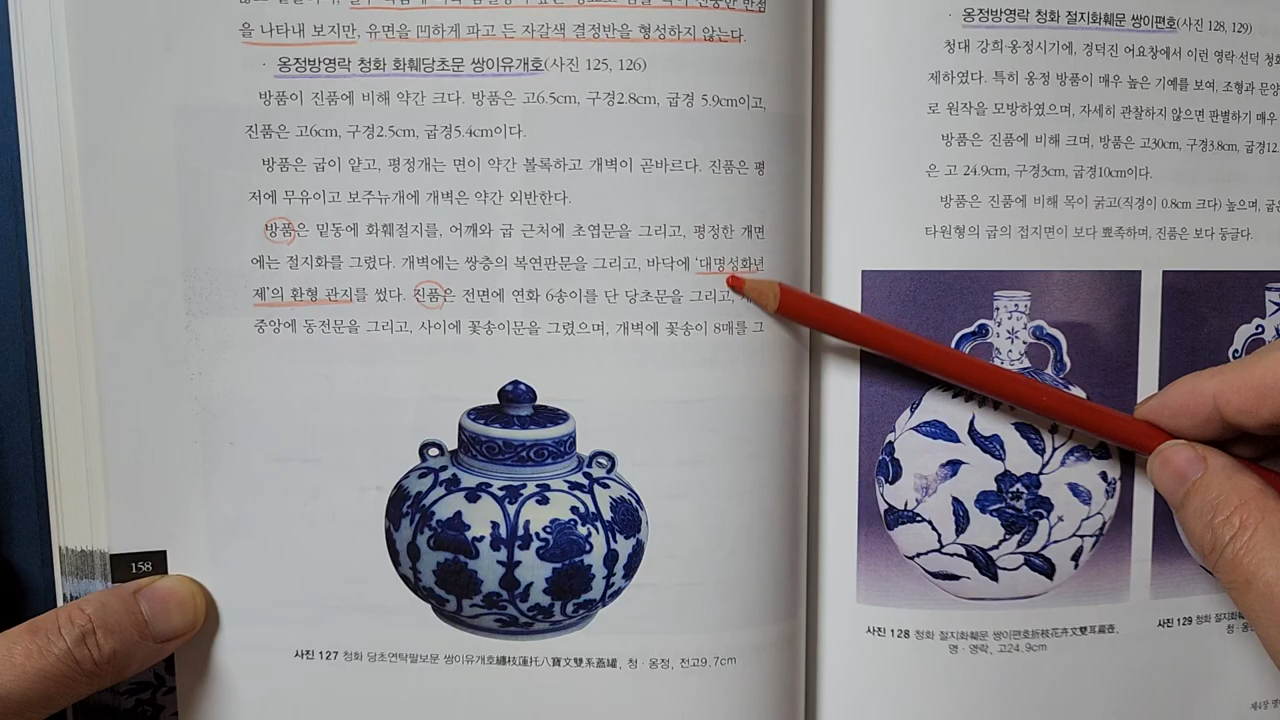 을 나타내 보지만, 유면을 凹하게 파고 든 자갈색 결정반을 형성하지 않는다.
· 옹정방영락 청화 화훼당초문 쌍이유개호(사진 125, 126)
방품이 진품에 비해 약간 크다. 방품은 고6.5cm, 구경2.8cm, 굽경 5.9cm이고,
진품은 고6cm, 구경2.5cm, 굽경5.4cm이다.
방품은 굽이 얕고, 평정개는 면이 약간 볼록하고 개벽이 곧바르다. 진품은 평
저에 무유이고 보주뉴개에 개벽은 약간 외반한다.
방품은 밑동에 화훼절지를, 어깨와 굽 근처에 초엽문을 그리고, 평정한 개면
에는 절지화를 그렸다. 개벽에는 쌍층의 복연판문을 그리고, 바닥에 '대명성화년
제'의 환형 관지를 썼다. 진품은 전면에 연화 6송이를 단 당초문을 그리고,
중앙에 동전문을 그리고, 사이에 꽃송이문을 그렸으며, 개벽에 꽃송이 8매를 그
158
사진 127 청화 당초연탁팔보문 쌍이유개호纏枝蓮托八寶文雙系蓋罐, 청·옹정, 전고9.7cm
· 옹정방영락 청화 절지화훼문 쌍이편호(사진 128, 129)
청대 강희·옹정시기에, 경덕진 어요창에서 이런 영락·선덕 청화
제하였다. 특히 옹정 방품이 매우 높은 기예를 보여, 조형과 문양
로 원작을 모방하였으며, 자세히 관찰하지 않으면 판별하기 매우
방품은 진품에 비해 크며, 방품은 고30cm, 구경3.8cm, 굽경12.
은 고 24.9cm, 구경3cm, 굽경10cm이다.
방품은 진품에 비해 목이 굵고(직경이 0.8cm 크다) 높으며, 굽은
타원형의 굽의 접지면이 보다 뾰족하며, 진품은 보다 둥글다.
사진 128 청화 절지화훼문 쌍이편호折枝花卉文雙耳扁壺,
明·영락, 고24.9cm
사진 129 청화 절지화훼
청·옹
제4장 명